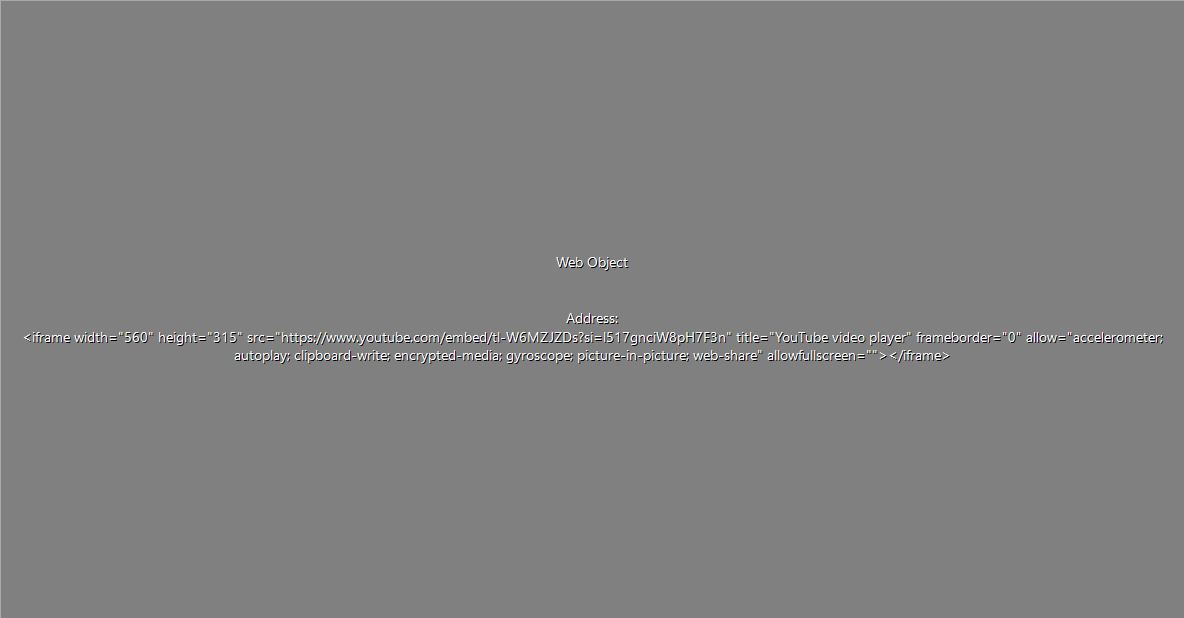 Web Object
Address:
<iframe width="560" height="315" src="https://www.youtube.com/embed/tl-W6MZJZDs?si=I517gnciW8pH7F3n" title="YouTube video player" frameborder="0" allow="accelerometer;
autoplay; clipboard-write; encrypted-media; gyroscope; picture-in-picture; web-share" allowfullscreen=""></iframe>